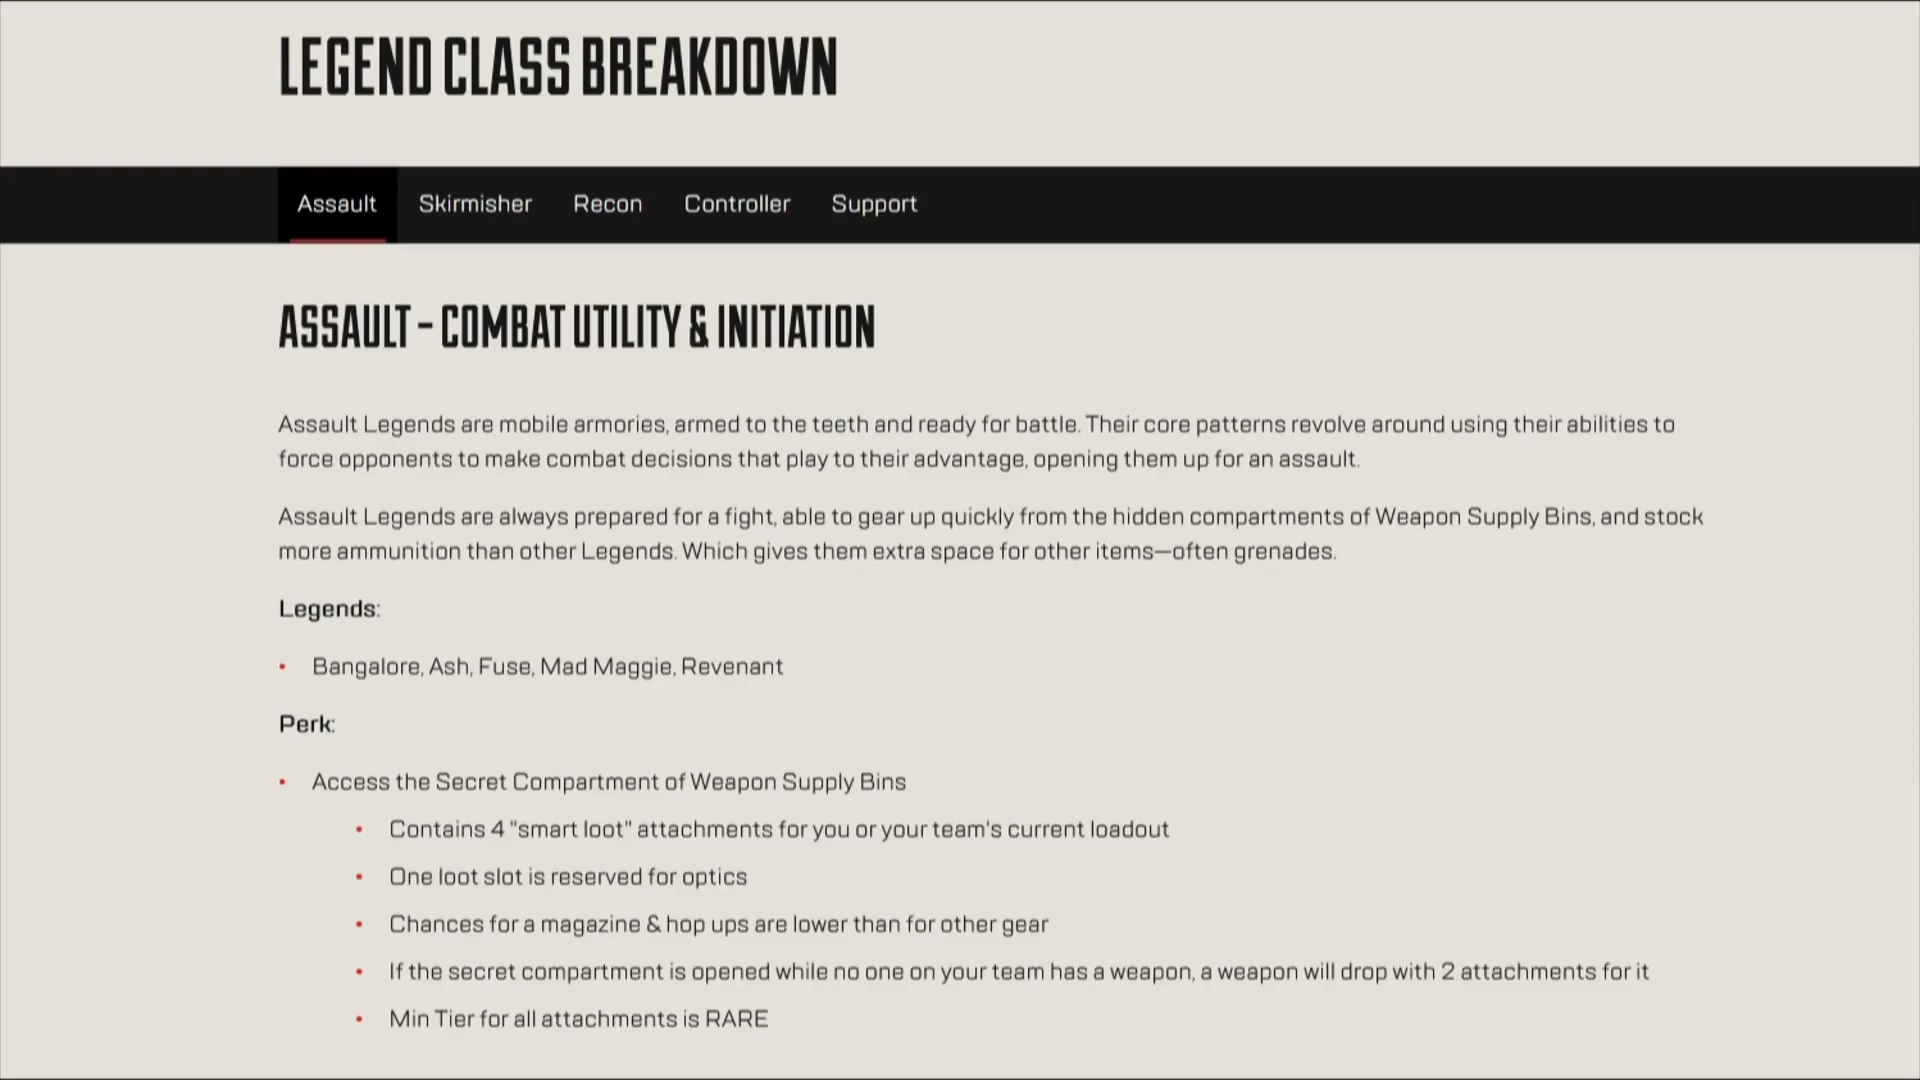 LEGEND CLASS BREAKDOWN
Assault Skirmisher Recon Controller Support
ASSAULT – COMBAT UTILITY & INITIATION
Assault Legends are mobile armories, armed to the teeth and ready for battle. Their core patterns revolve around using their abilities to
force opponents to make combat decisions that play to their advantage, opening them up for an assault.
Assault Legends are always prepared for a fight, able to gear up quickly from the hidden compartments of Weapon Supply Bins, and stock
more ammunition than other Legends. Which gives them extra space for other items—often grenades.
Legends:
• Bangalore, Ash, Fuse, Mad Maggie, Revenant
Perk:
• Access the Secret Compartment of Weapon Supply Bins
• Contains 4 "smart loot" attachments for you or your team's current loadout
• One loot slot is reserved for optics
• Chances for a magazine & hop ups are lower than for other gear
• If the secret compartment is opened while no one on your team has a weapon, a weapon will drop with 2 attachments for it
• Min Tier for all attachments is RARE